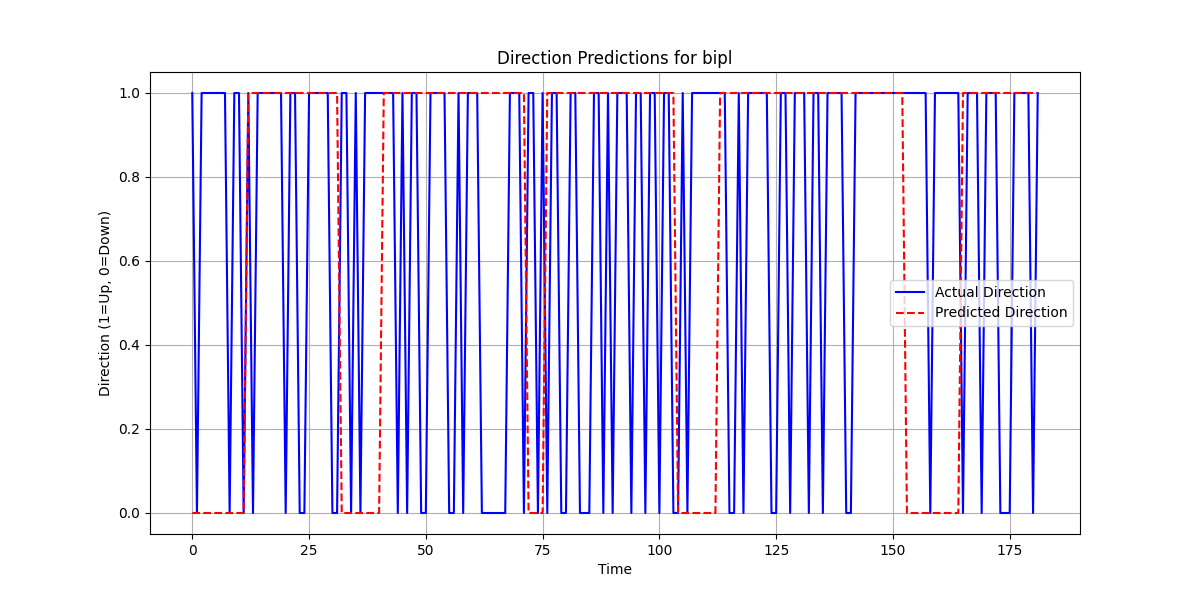 Direction Predictions for bipl
Direction (1=Up, 0=Down)
1.0
0.8
0.6
0.4
0.2
0.0
Actual Direction
Predicted Direction
0 25 50 75 100 125 150 175
Time